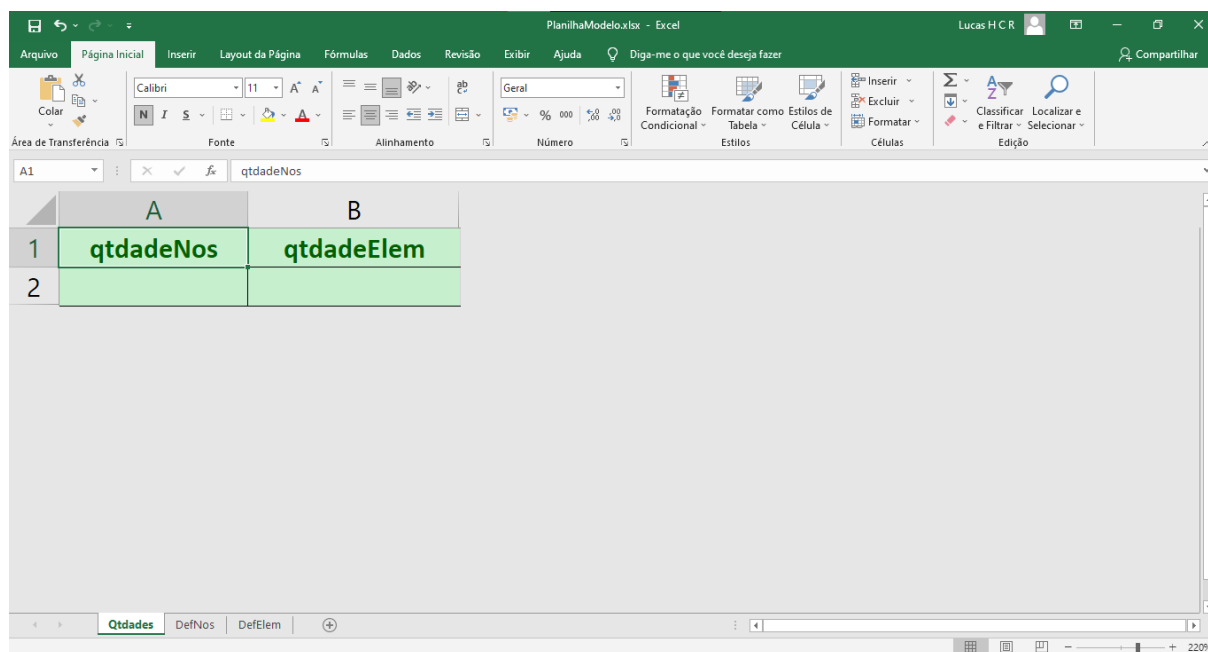 PlanilhaModelo.xlsx - Excel
Lucas H C R
Arquivo Página Inicial Inserir Layout da Página Fórmulas Dados Revisão Exibir Ajuda Diga-me o que você deseja fazer Compartilhar
Colar
Área de Transferência
Calibri 11
N I S
Fonte
ab
Alinhamento
Geral
% 000
Número
Formatação Condicional
Formatar como Tabela
Estilos de Célula
Estilos
Inserir
Excluir
Formatar
Células
Classificar e Filtrar
Localizar e Selecionar
Edição
A1 fx qtdadeNos
A B
1 qtdadeNos qtdadeElem
2
Qtdades DefNos DefElem
220%